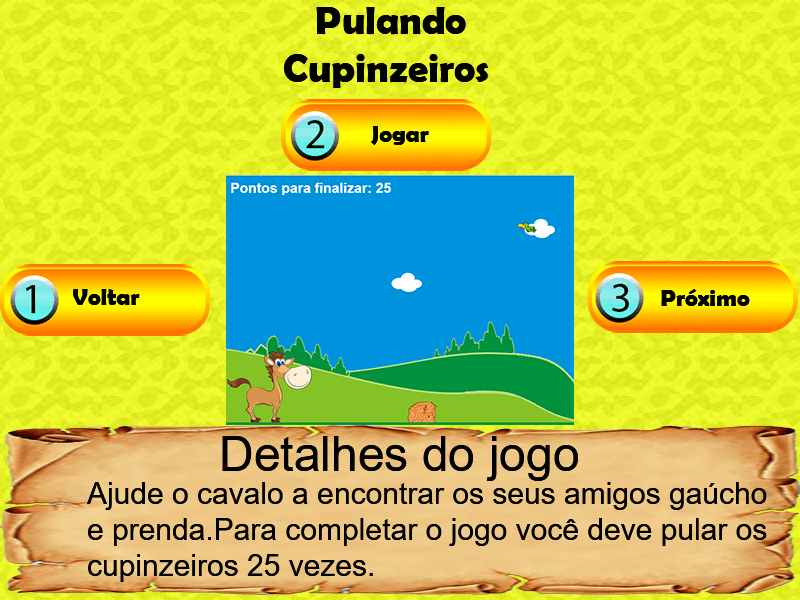 Pulando
Cupinzeiros
2 Jogar
Pontos para finalizar: 25
1 Voltar
3 Próximo
Detalhes do jogo
Ajude o cavalo a encontrar os seus amigos gaúcho
e prenda.Para completar o jogo você deve pular os
cupinzeiros 25 vezes.